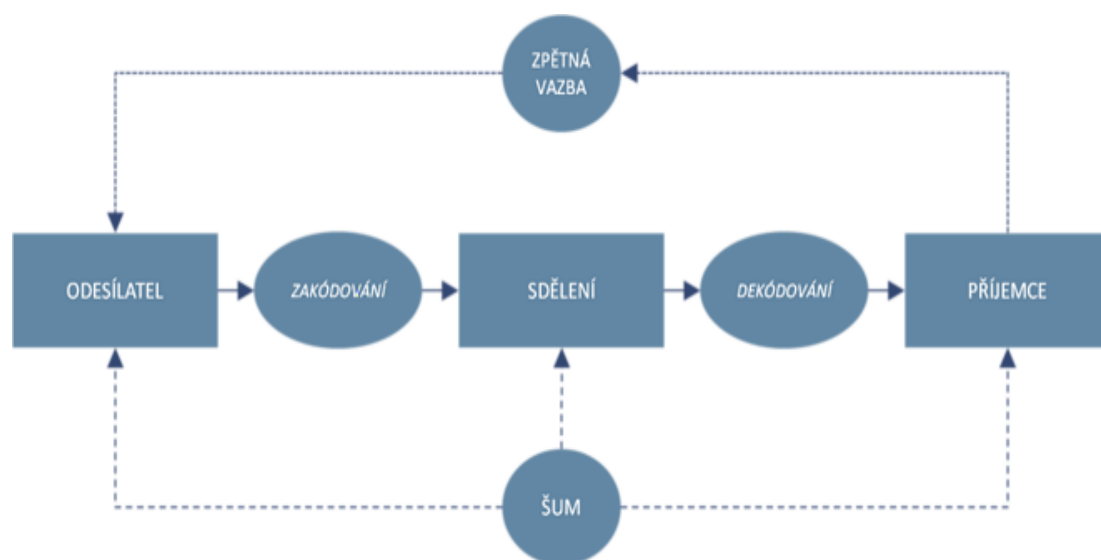 ZPĚTNÁ
VAZBA
ODESÍLATEL
ZAKÓDOVÁNÍ
SDĚLENÍ
DEKÓDOVÁNÍ
PŘÍJEMCE
ŠUM